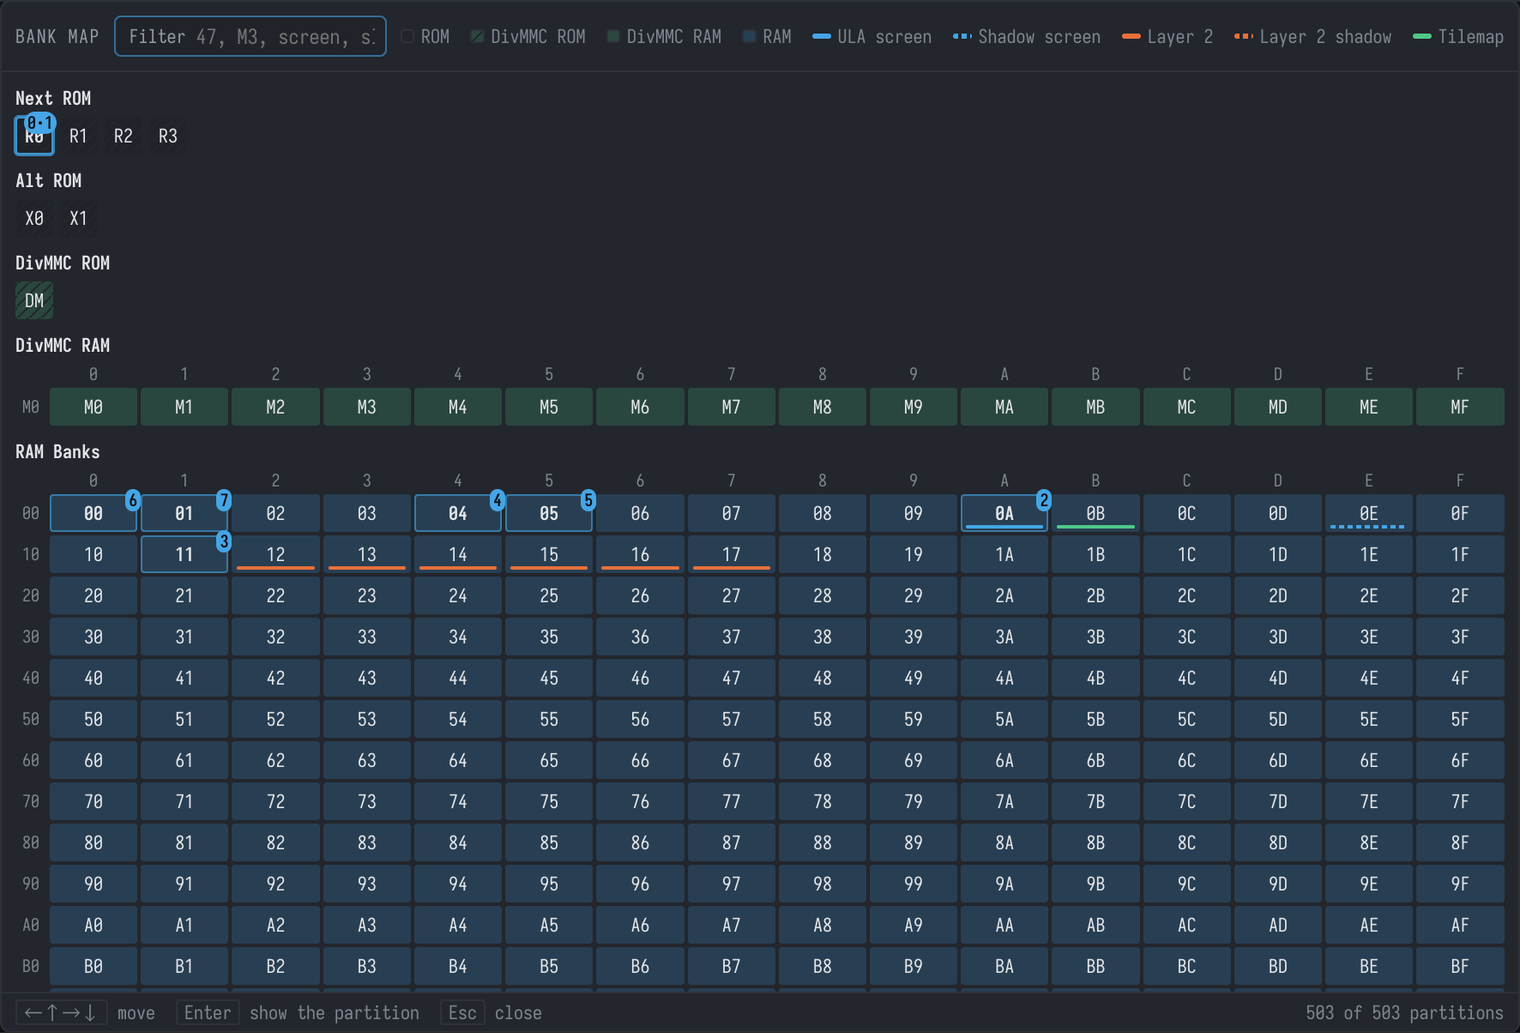 BANK MAP Filter 47, M3, screen, ROM DivMMC ROM DivMMC RAM RAM ULA screen Shadow screen Layer 2 Layer 2 shadow Tilemap
Next ROM
0·1
R0 R1 R2 R3
Alt ROM
X0 X1
DivMMC ROM
DM
DivMMC RAM
0 1 2 3 4 5 6 7 8 9 A B C D E F
M0 M0 M1 M2 M3 M4 M5 M6 M7 M8 M9 MA MB MC MD ME MF
RAM Banks
0 1 2 3 4 5 6 7 8 9 A B C D E F
6 7 4 5 2
00 00 01 02 03 04 05 06 07 08 09 0A 0B 0C 0D 0E 0F
3
10 10 11 12 13 14 15 16 17 18 19 1A 1B 1C 1D 1E 1F
20 20 21 22 23 24 25 26 27 28 29 2A 2B 2C 2D 2E 2F
30 30 31 32 33 34 35 36 37 38 39 3A 3B 3C 3D 3E 3F
40 40 41 42 43 44 45 46 47 48 49 4A 4B 4C 4D 4E 4F
50 50 51 52 53 54 55 56 57 58 59 5A 5B 5C 5D 5E 5F
60 60 61 62 63 64 65 66 67 68 69 6A 6B 6C 6D 6E 6F
70 70 71 72 73 74 75 76 77 78 79 7A 7B 7C 7D 7E 7F
80 80 81 82 83 84 85 86 87 88 89 8A 8B 8C 8D 8E 8F
90 90 91 92 93 94 95 96 97 98 99 9A 9B 9C 9D 9E 9F
A0 A0 A1 A2 A3 A4 A5 A6 A7 A8 A9 AA AB AC AD AE AF
B0 B0 B1 B2 B3 B4 B5 B6 B7 B8 B9 BA BB BC BD BE BF
←↑→↓ move Enter show the partition Esc close 503 of 503 partitions